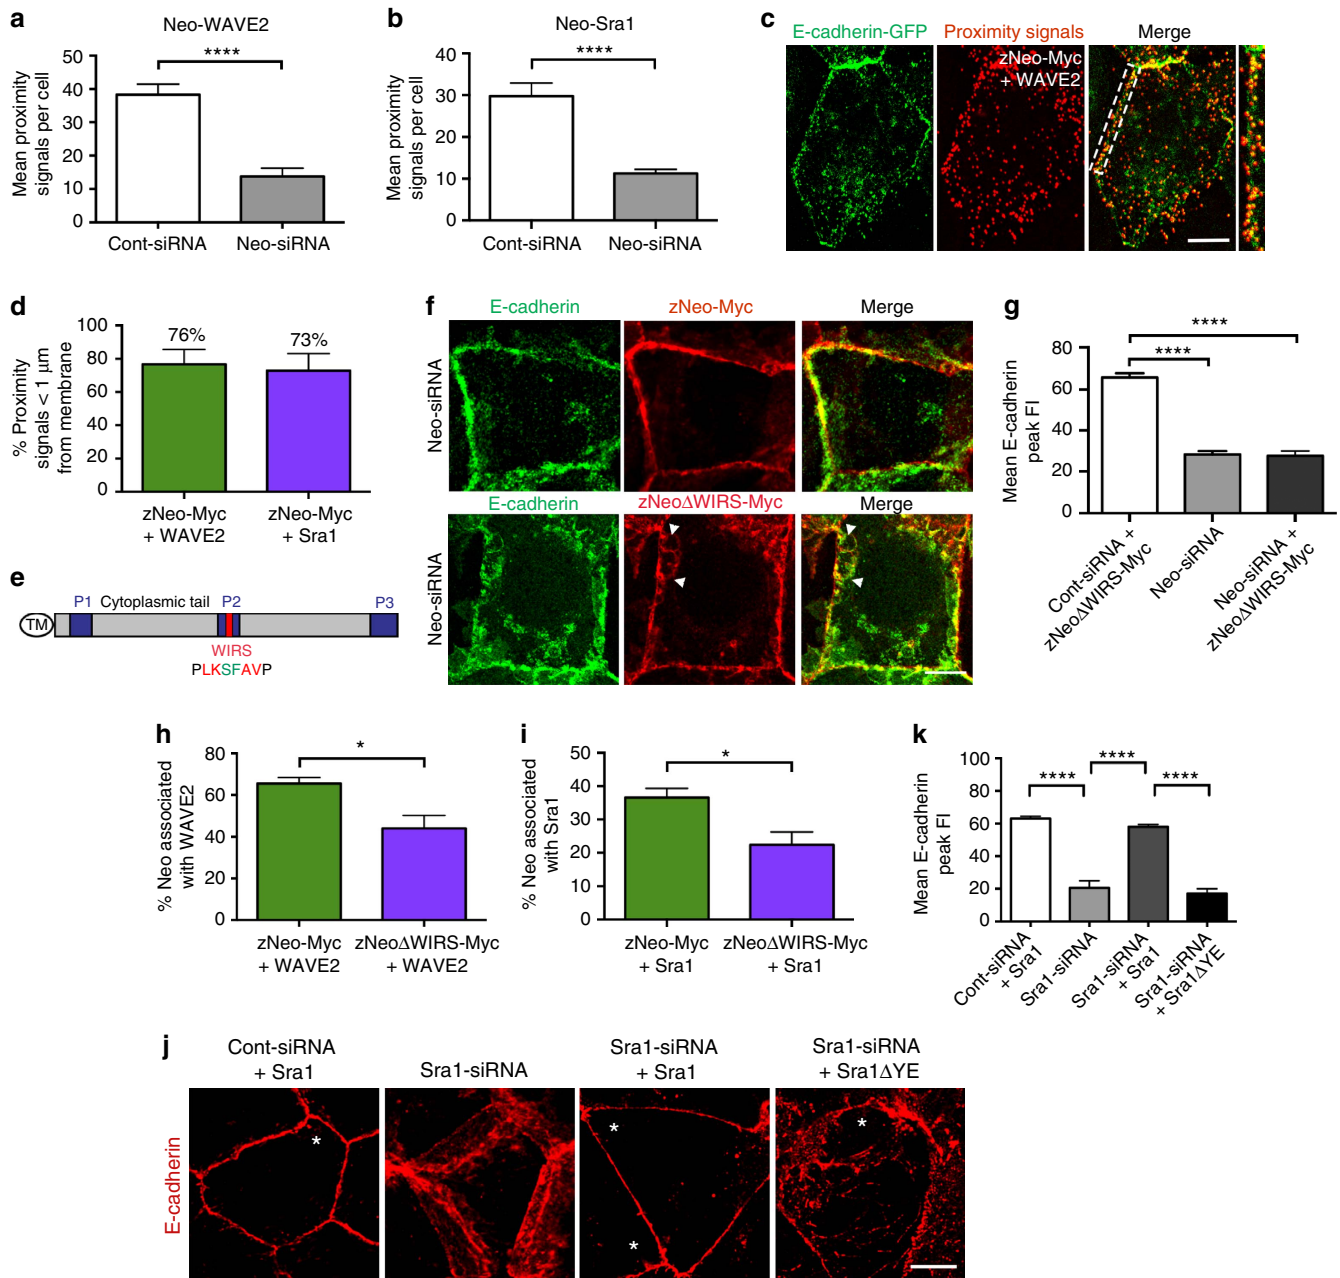 a
Neo-WAVE2
****
Mean proximity
signals per cell
50
40
30
20
10
0
Cont-siRNA
Neo-siRNA
b
Neo-Sra1
****
Mean proximity
signals per cell
40
30
20
10
0
Cont-siRNA
Neo-siRNA
c
E-cadherin-GFP
Proximity signals
Merge
zNeo-Myc
+ WAVE2
d
% Proximity
signals < 1 μm
from membrane
100
80
60
40
20
0
76%
73%
zNeo-Myc
+ WAVE2
zNeo-Myc
+ Sra1
e
TM
P1
Cytoplasmic tail
P2
P3
WIRS
PLKSFAVP
f
E-cadherin
zNeo-Myc
Merge
Neo-siRNA
E-cadherin
zNeoΔWIRS-Myc
Merge
Neo-siRNA
g
****
****
Mean E-cadherin
peak FI
80
60
40
20
0
Cont-siRNA +
zNeoΔWIRS-Myc
Neo-siRNA
Neo-siRNA +
zNeoΔWIRS-Myc
h
*
% Neo associated
with WAVE2
80
60
40
20
0
zNeo-Myc
+ WAVE2
zNeoΔWIRS-Myc
+ WAVE2
i
*
% Neo associated
with Sra1
50
40
30
20
10
0
zNeo-Myc
+ Sra1
zNeoΔWIRS-Myc
+ Sra1
k
****
****
****
Mean E-cadherin
peak FI
100
80
60
40
20
0
Cont-siRNA
+ Sra1
Sra1-siRNA
Sra1-siRNA
+ Sra1
Sra1-siRNA
+ Sra1ΔYE
j
Cont-siRNA
+ Sra1
Sra1-siRNA
Sra1-siRNA
+ Sra1
Sra1-siRNA
+ Sra1ΔYE
E-cadherin
*
*
*
*